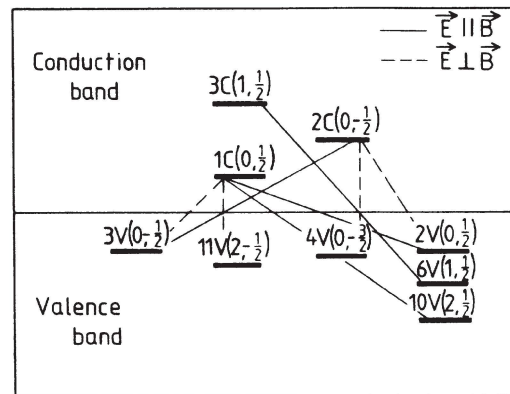 E⃗ || B⃗
E⃗ ⊥ B⃗
Conduction
band
3C(1,½)
2C(0,-½)
1C(0,½)
3V(0,-½)
11V(2,-½)
4V(0,-3/2)
2V(0,½)
6V(1,½)
10V(2,½)
Valence
band